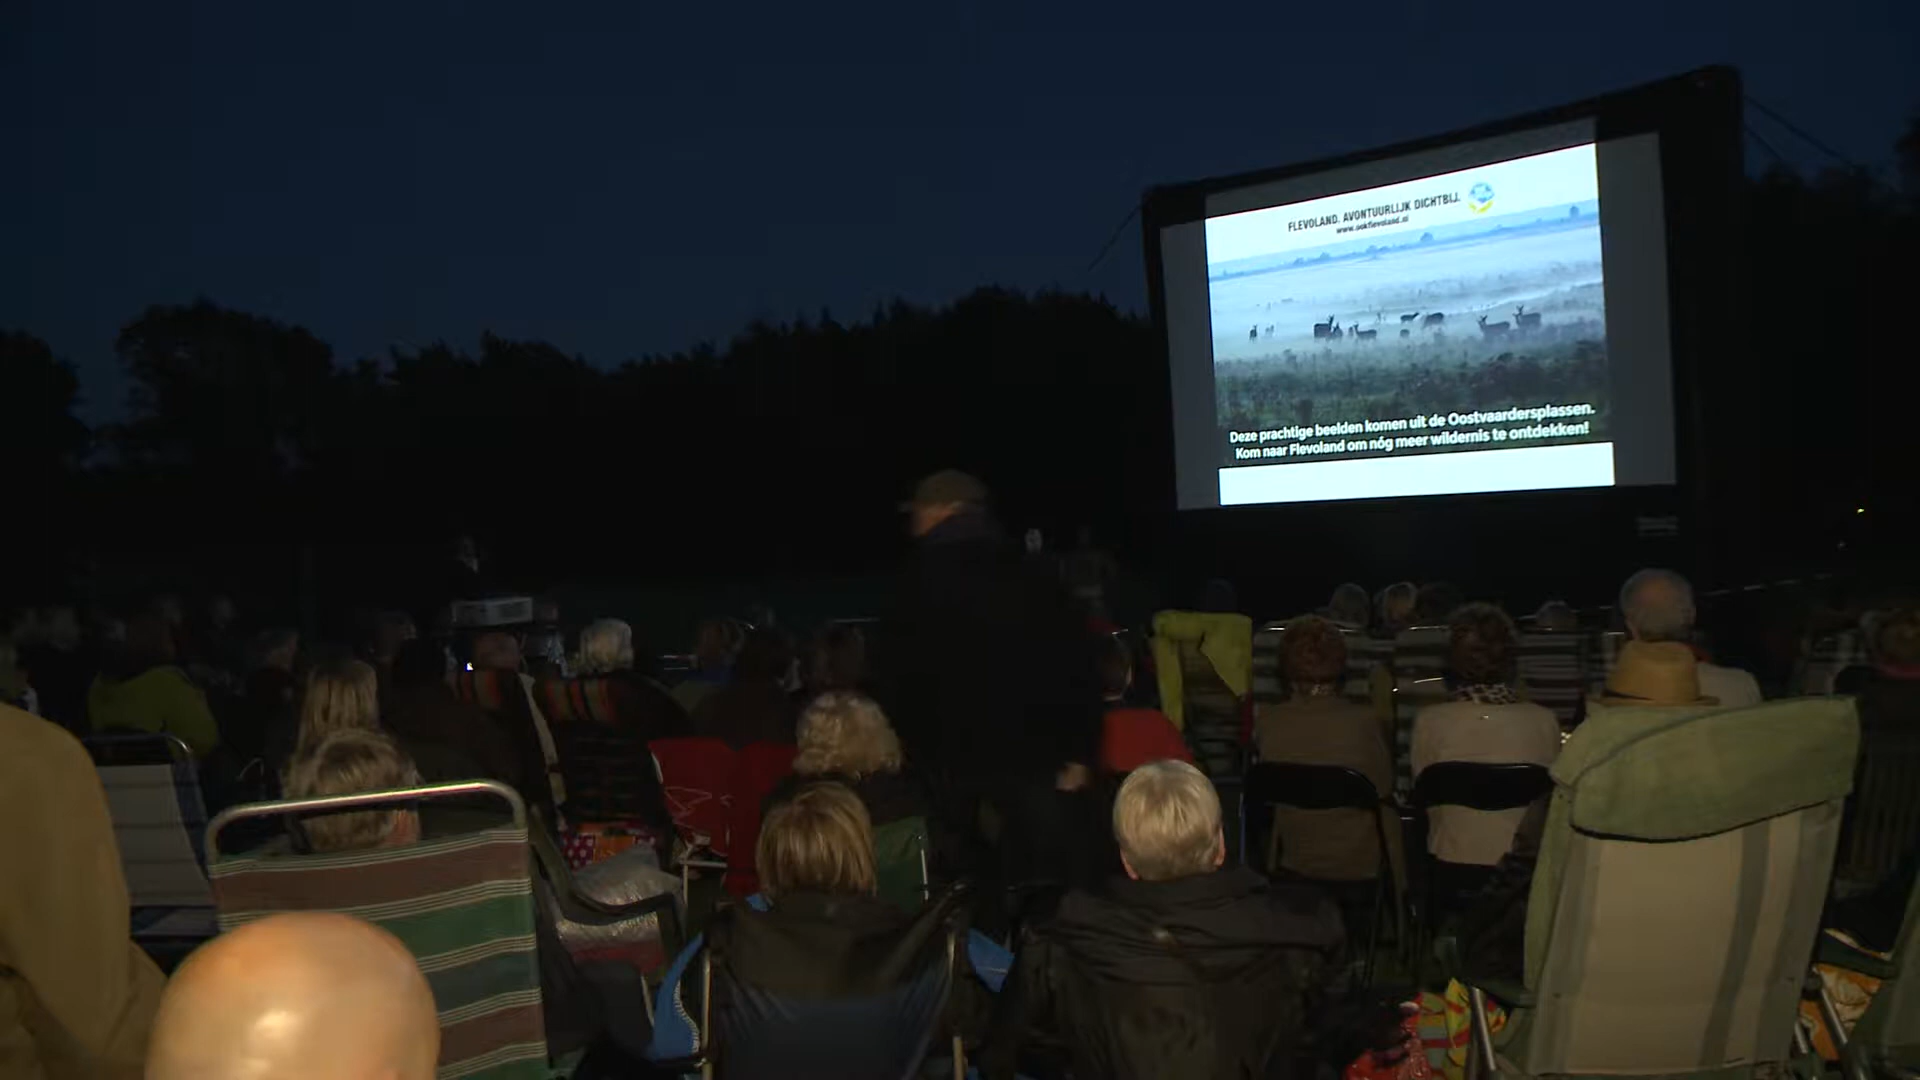 FLEVOLAND. AVONTUURLIJK DICHTBIJ.
www.ookflevoland.nl
Deze prachtige beelden komen uit de Oostvaardersplassen.
Kom naar Flevoland om nóg meer wildernis te ontdekken!